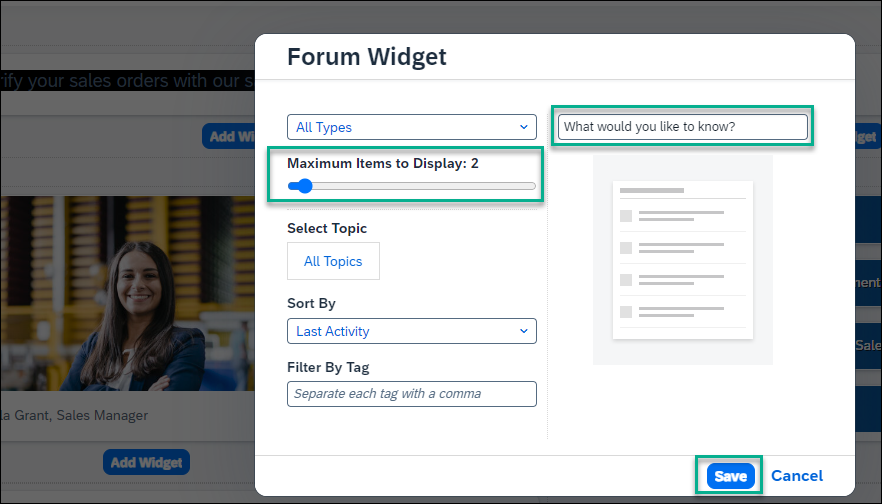 Forum Widget
rify your sales orders with our s
All Types
What would you like to know?
Add Wi
Maximum Items to Display: 2
Select Topic
All Topics
Sort By
Last Activity
Filter By Tag
Separate each tag with a comma
Sale
la Grant, Sales Manager
Add Widget
Save
Cancel